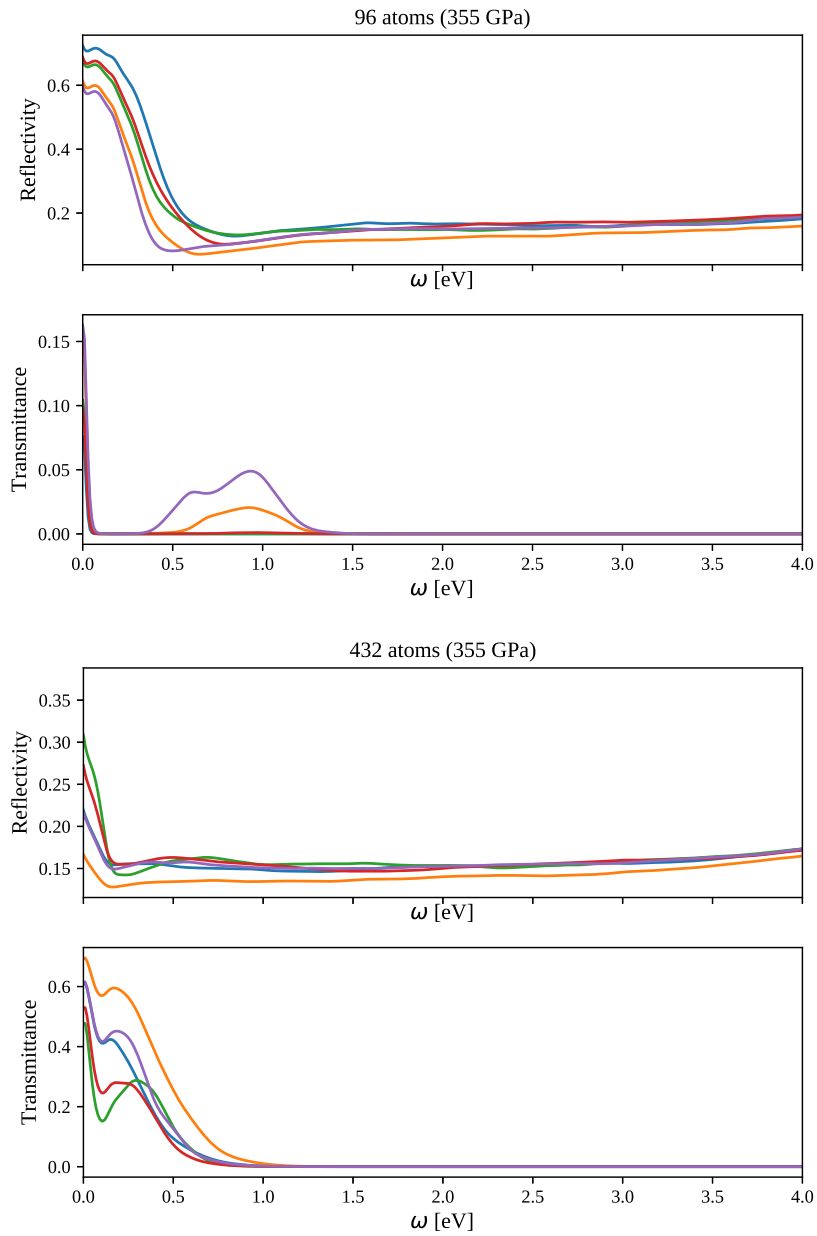 96 atoms (355 GPa)
Reflectivity
0.6
0.4
0.2
ω [eV]
Transmittance
0.15
0.10
0.05
0.00
0.0 0.5 1.0 1.5 2.0 2.5 3.0 3.5 4.0
ω [eV]
432 atoms (355 GPa)
Reflectivity
0.35
0.30
0.25
0.20
0.15
ω [eV]
Transmittance
0.6
0.4
0.2
0.0
0.0 0.5 1.0 1.5 2.0 2.5 3.0 3.5 4.0
ω [eV]